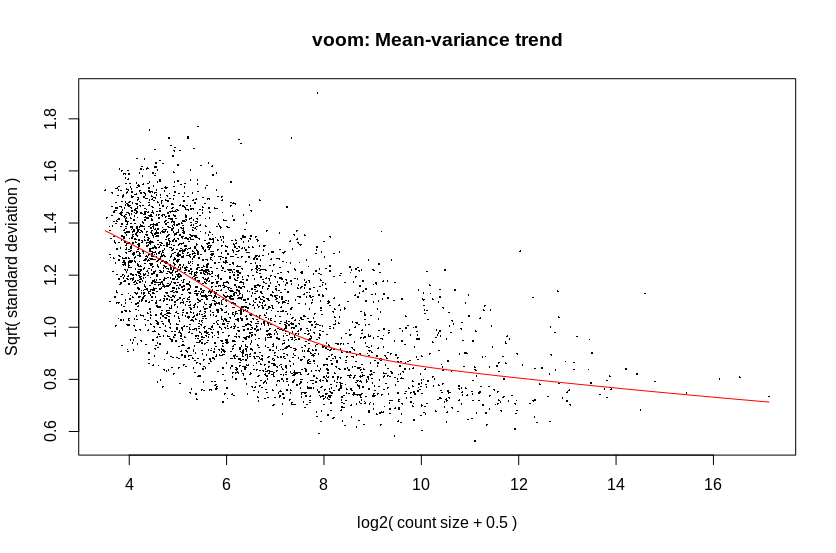 voom: Mean-variance trend
Sqrt( standard deviation )
1.8
1.6
1.4
1.2
1.0
0.8
0.6
4 6 8 10 12 14 16
log2( count size + 0.5 )